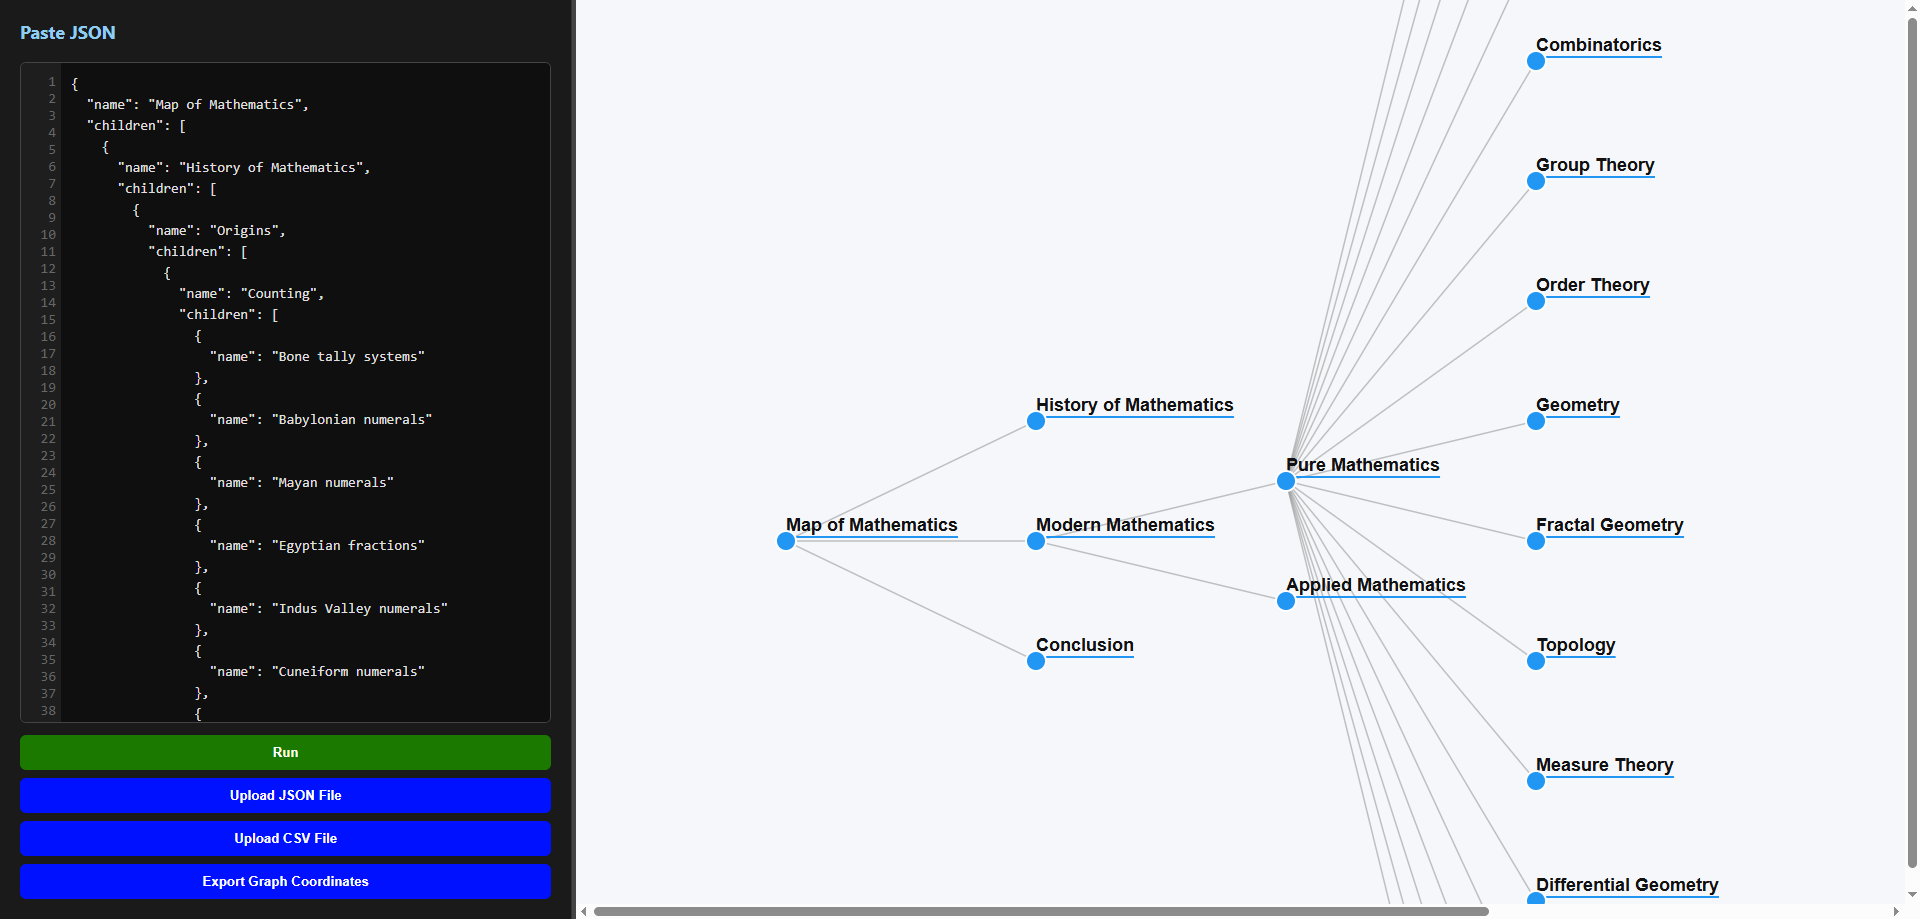 Paste JSON
1
2
3
4
5
6
7
8
9
10
11
12
13
14
15
16
17
18
19
20
21
22
23
24
25
26
27
28
29
30
31
32
33
34
35
36
37
38
{
"name": "Map of Mathematics",
"children": [
{
"name": "History of Mathematics",
"children": [
{
"name": "Origins",
"children": [
{
"name": "Counting",
"children": [
{
"name": "Bone tally systems"
},
{
"name": "Babylonian numerals"
},
{
"name": "Mayan numerals"
},
{
"name": "Egyptian fractions"
},
{
"name": "Indus Valley numerals"
},
{
"name": "Cuneiform numerals"
},
{
Run
Upload JSON File
Upload CSV File
Export Graph Coordinates
Map of Mathematics
History of Mathematics
Modern Mathematics
Conclusion
Pure Mathematics
Applied Mathematics
Combinatorics
Group Theory
Order Theory
Geometry
Fractal Geometry
Topology
Measure Theory
Differential Geometry